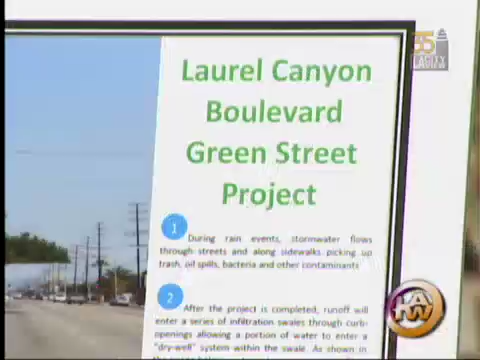 35
LACITY
Laurel Canyon
Boulevard
Green Street
Project
1
During rain events, stormwater flows
through streets and along sidewalks picking up
trash, oil spills, bacteria and other contaminants
2
After the project is completed, runoff will
enter a series of infiltration swales through curb-
openings allowing a portion of water to enter a
"dry-well" system within the swale. As shown in